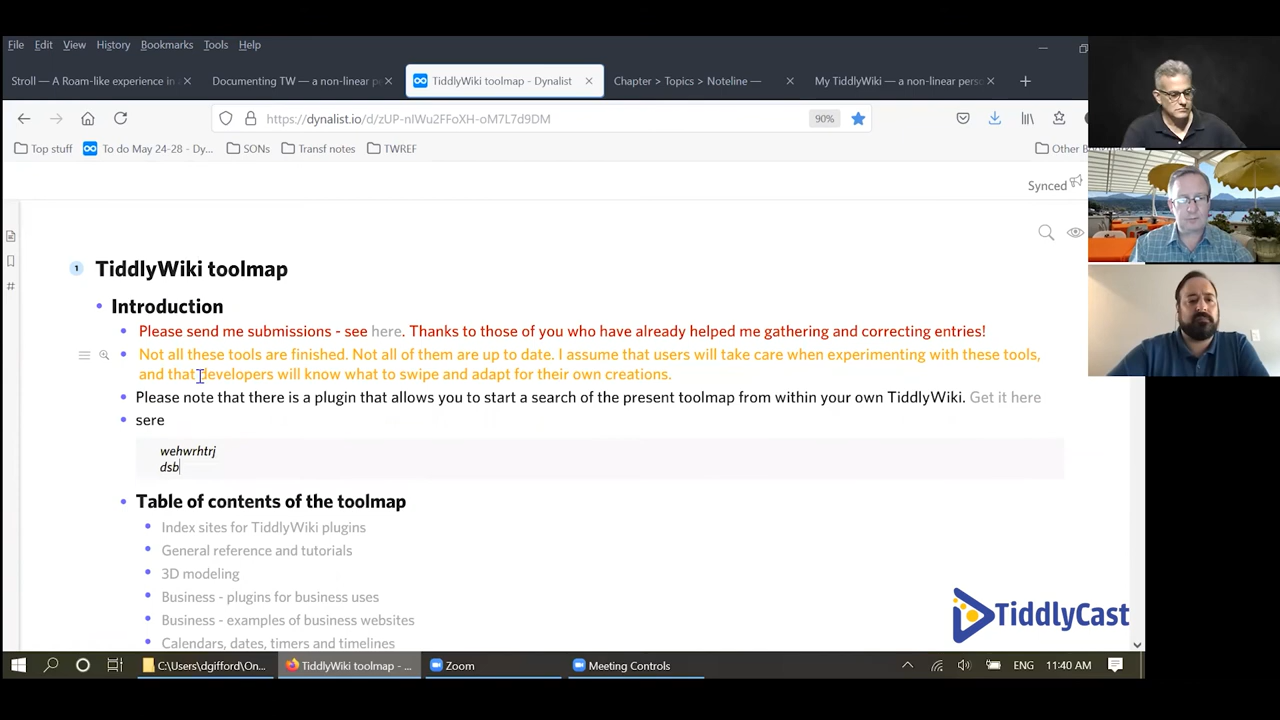 File Edit View History Bookmarks Tools Help
Stroll — A Roam-like experience in
Documenting TW — a non-linear pe
TiddlyWiki toolmap - Dynalist
Chapter > Topics > Noteline —
My TiddlyWiki — a non-linear perso
https://dynalist.io/d/zUP-nIWu2FFoXH-oM7L7d9DM
90%
Top stuff
To do May 24-28 - Dy...
SONs
Transf notes
TWREF
Other Bookmarks
Synced
1
TiddlyWiki toolmap
Introduction
Please send me submissions - see here. Thanks to those of you who have already helped me gathering and correcting entries!
Not all these tools are finished. Not all of them are up to date. I assume that users will take care when experimenting with these tools,
and that developers will know what to swipe and adapt for their own creations.
Please note that there is a plugin that allows you to start a search of the present toolmap from within your own TiddlyWiki. Get it here
sere
wehwrhtrj
dsb
Table of contents of the toolmap
Index sites for TiddlyWiki plugins
General reference and tutorials
3D modeling
Business - plugins for business uses
Business - examples of business websites
Calendars, dates, timers and timelines
TiddlyCast
C:\Users\dgifford\On...
TiddlyWiki toolmap - ...
Zoom
Meeting Controls
ENG
11:40 AM